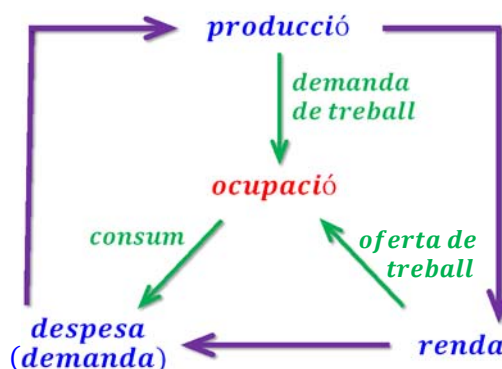 producció
demanda
de treball
ocupació
consum
oferta de
treball
despesa
(demanda)
renda